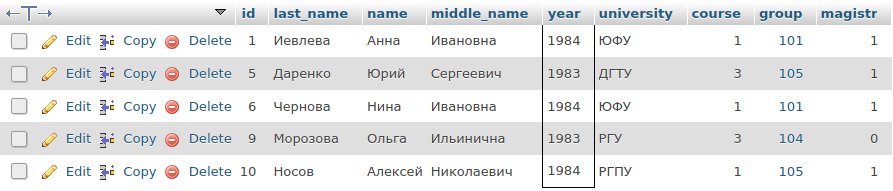 id last_name name middle_name year university course group magistr
Edit Copy Delete 1 Иевлева Анна Ивановна 1984 ЮФУ 1 101 1
Edit Copy Delete 5 Даренко Юрий Сергеевич 1983 ДГТУ 3 105 1
Edit Copy Delete 6 Чернова Нина Ивановна 1984 ЮФУ 1 101 1
Edit Copy Delete 9 Морозова Ольга Ильинична 1983 РГУ 3 104 0
Edit Copy Delete 10 Носов Алексей Николаевич 1984 РГПУ 1 105 1